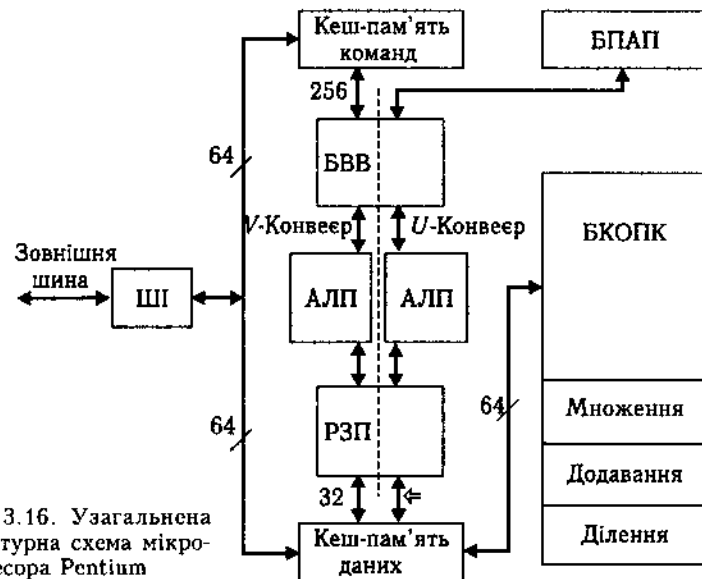 Кеш-пам'ять
команд
БПАП
256
64
БВВ
V-Конвеєр
U-Конвеєр
БКОПК
Зовнішня
шина
ШІ
АЛП
АЛП
64
РЗП
64
Множення
Додавання
Ділення
32
⇦
Кеш-пам'ять
даних
3.16. Узагальнена
турна схема мікро-
есора Pentium